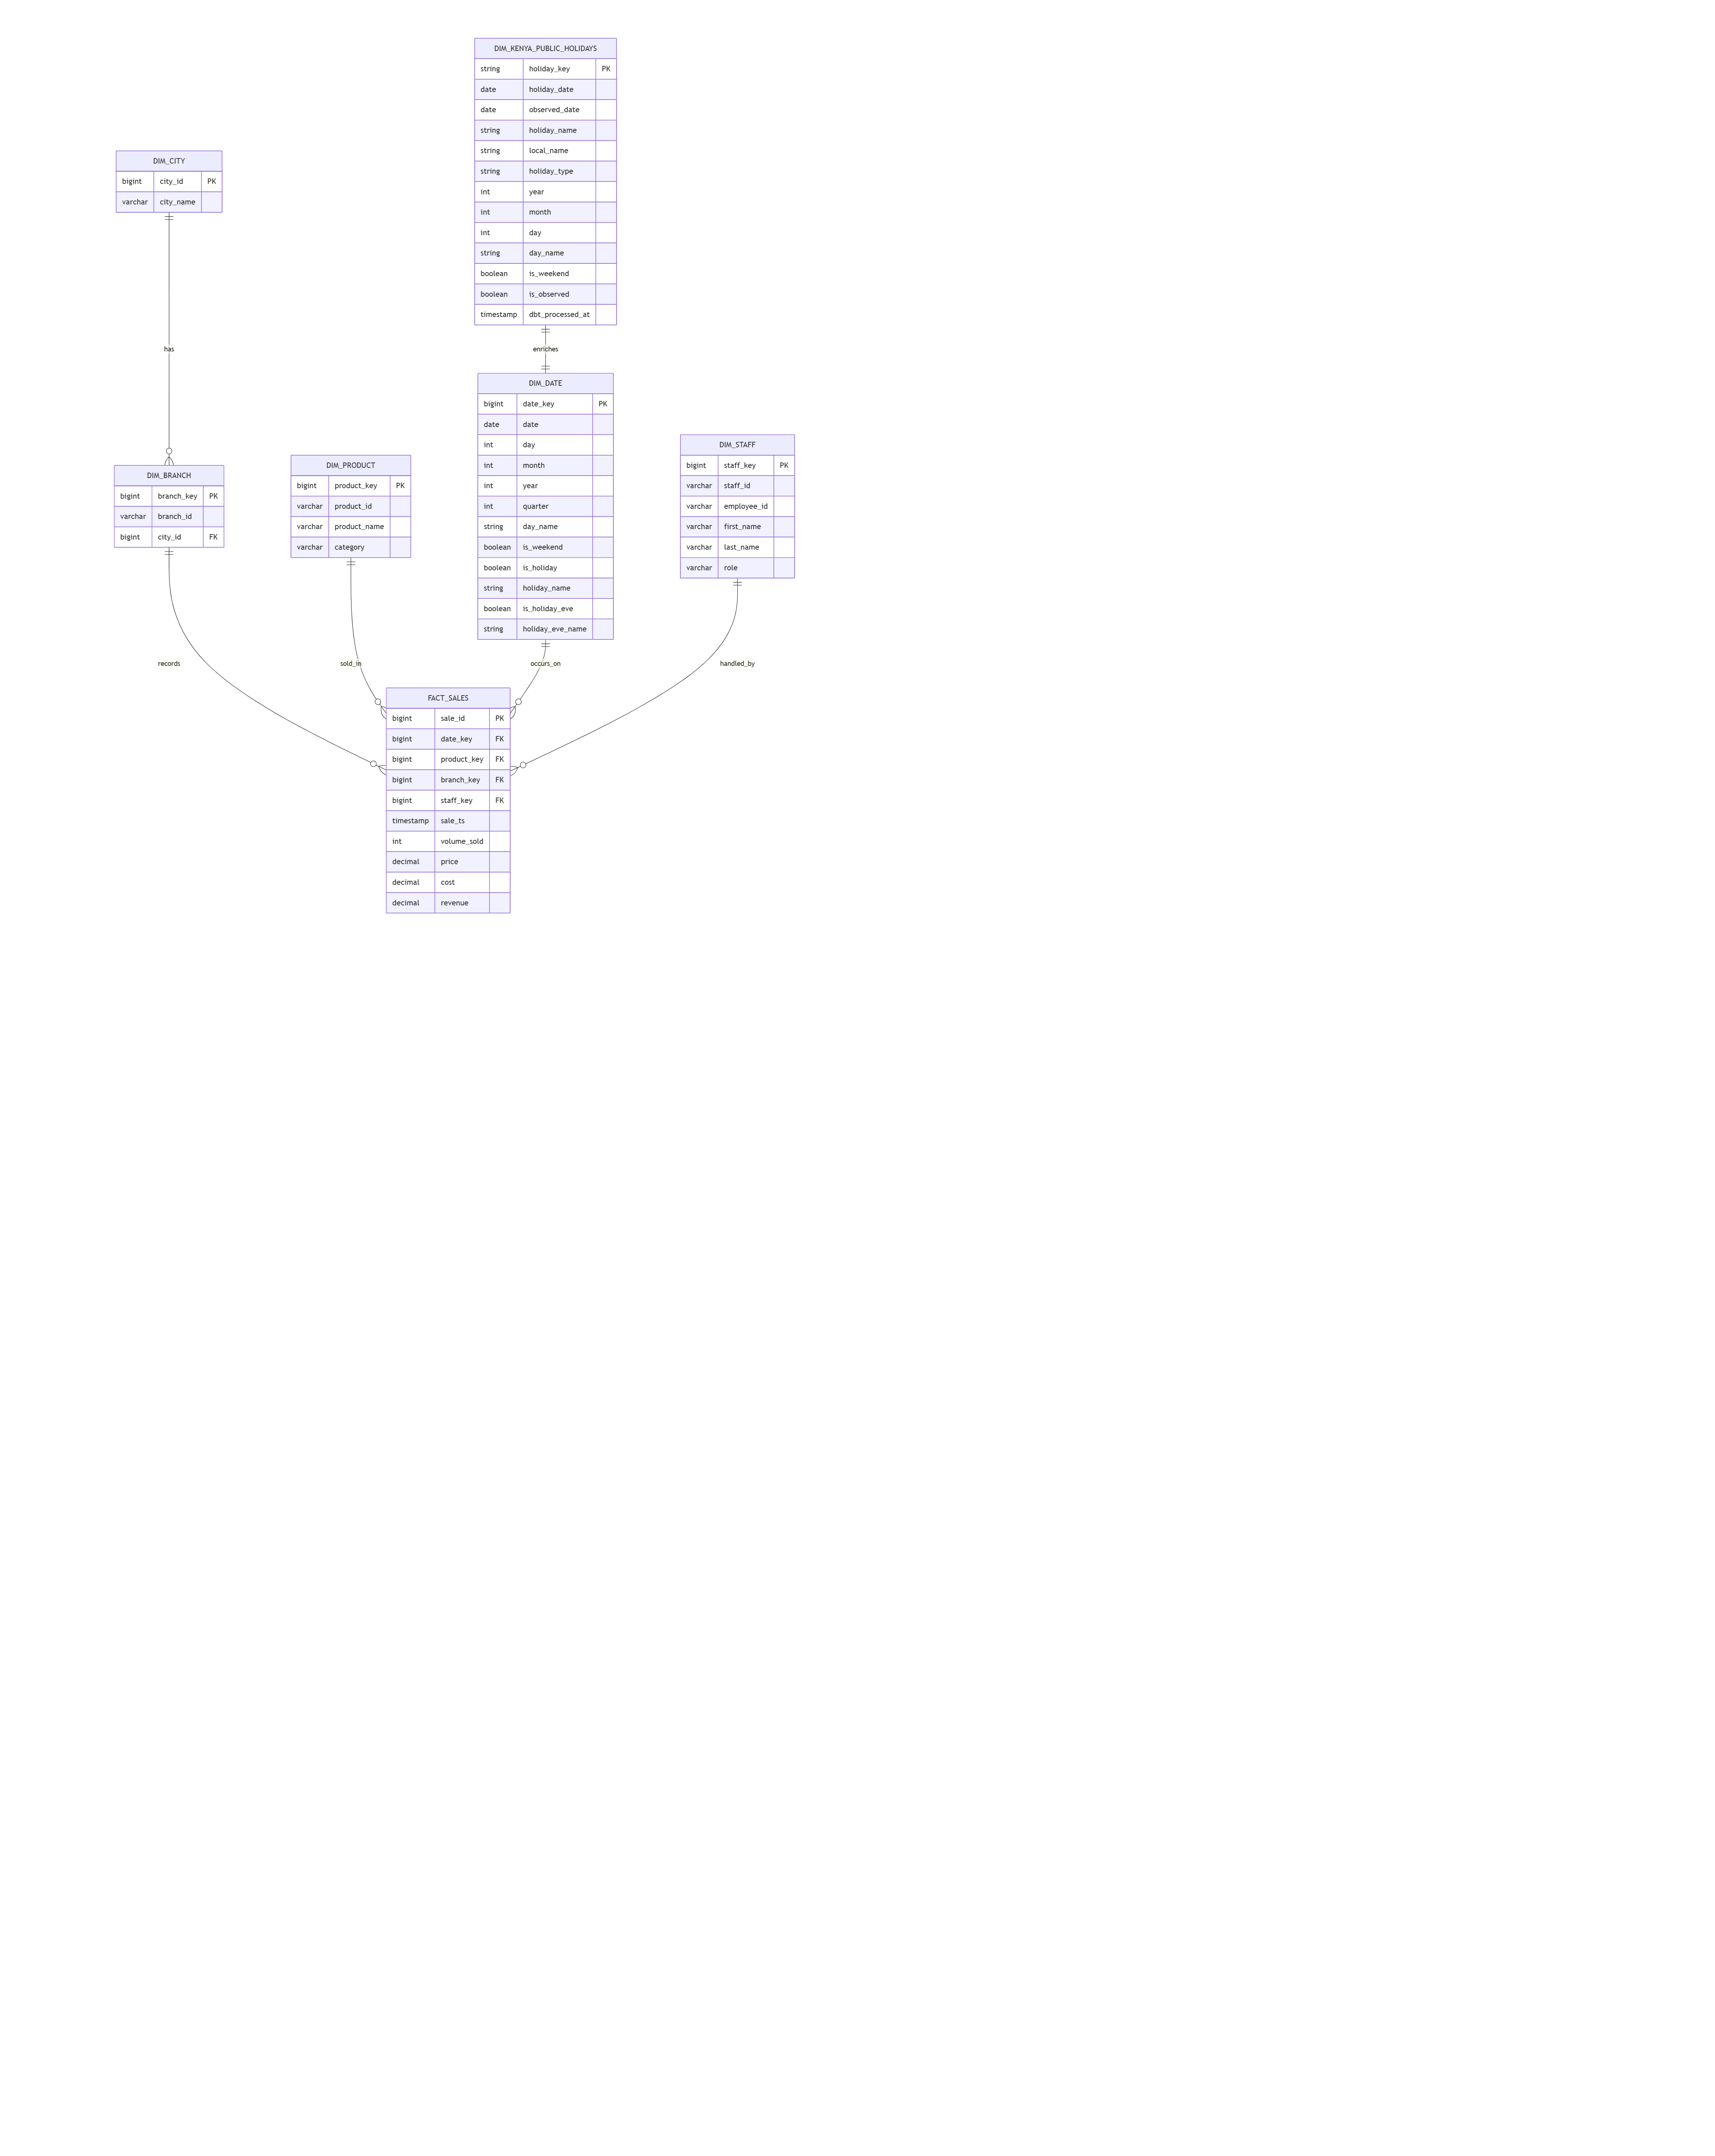 DIM_KENYA_PUBLIC_HOLIDAYS
string holiday_key PK
date holiday_date
date observed_date
string holiday_name
string local_name
string holiday_type
int year
int month
int day
string day_name
boolean is_weekend
boolean is_observed
timestamp dbt_processed_at
DIM_CITY
bigint city_id PK
varchar city_name
has
enriches
DIM_BRANCH
bigint branch_key PK
varchar branch_id
bigint city_id FK
DIM_PRODUCT
bigint product_key PK
varchar product_id
varchar product_name
varchar category
DIM_DATE
bigint date_key PK
date date
int day
int month
int year
int quarter
string day_name
boolean is_weekend
boolean is_holiday
string holiday_name
boolean is_holiday_eve
string holiday_eve_name
DIM_STAFF
bigint staff_key PK
varchar staff_id
varchar employee_id
varchar first_name
varchar last_name
varchar role
records
sold_in
occurs_on
handled_by
FACT_SALES
bigint sale_id PK
bigint date_key FK
bigint product_key FK
bigint branch_key FK
bigint staff_key FK
timestamp sale_ts
int volume_sold
decimal price
decimal cost
decimal revenue